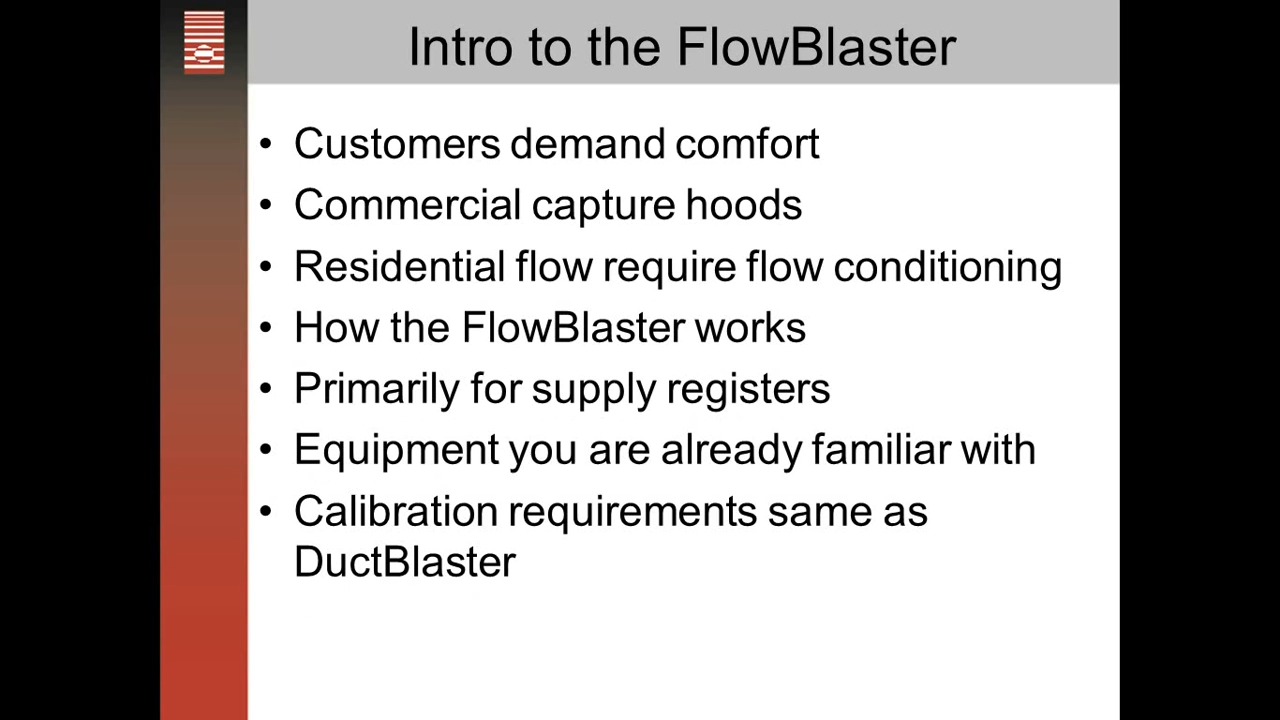 Intro to the FlowBlaster
• Customers demand comfort
• Commercial capture hoods
• Residential flow require flow conditioning
• How the FlowBlaster works
• Primarily for supply registers
• Equipment you are already familiar with
• Calibration requirements same as
DuctBlaster